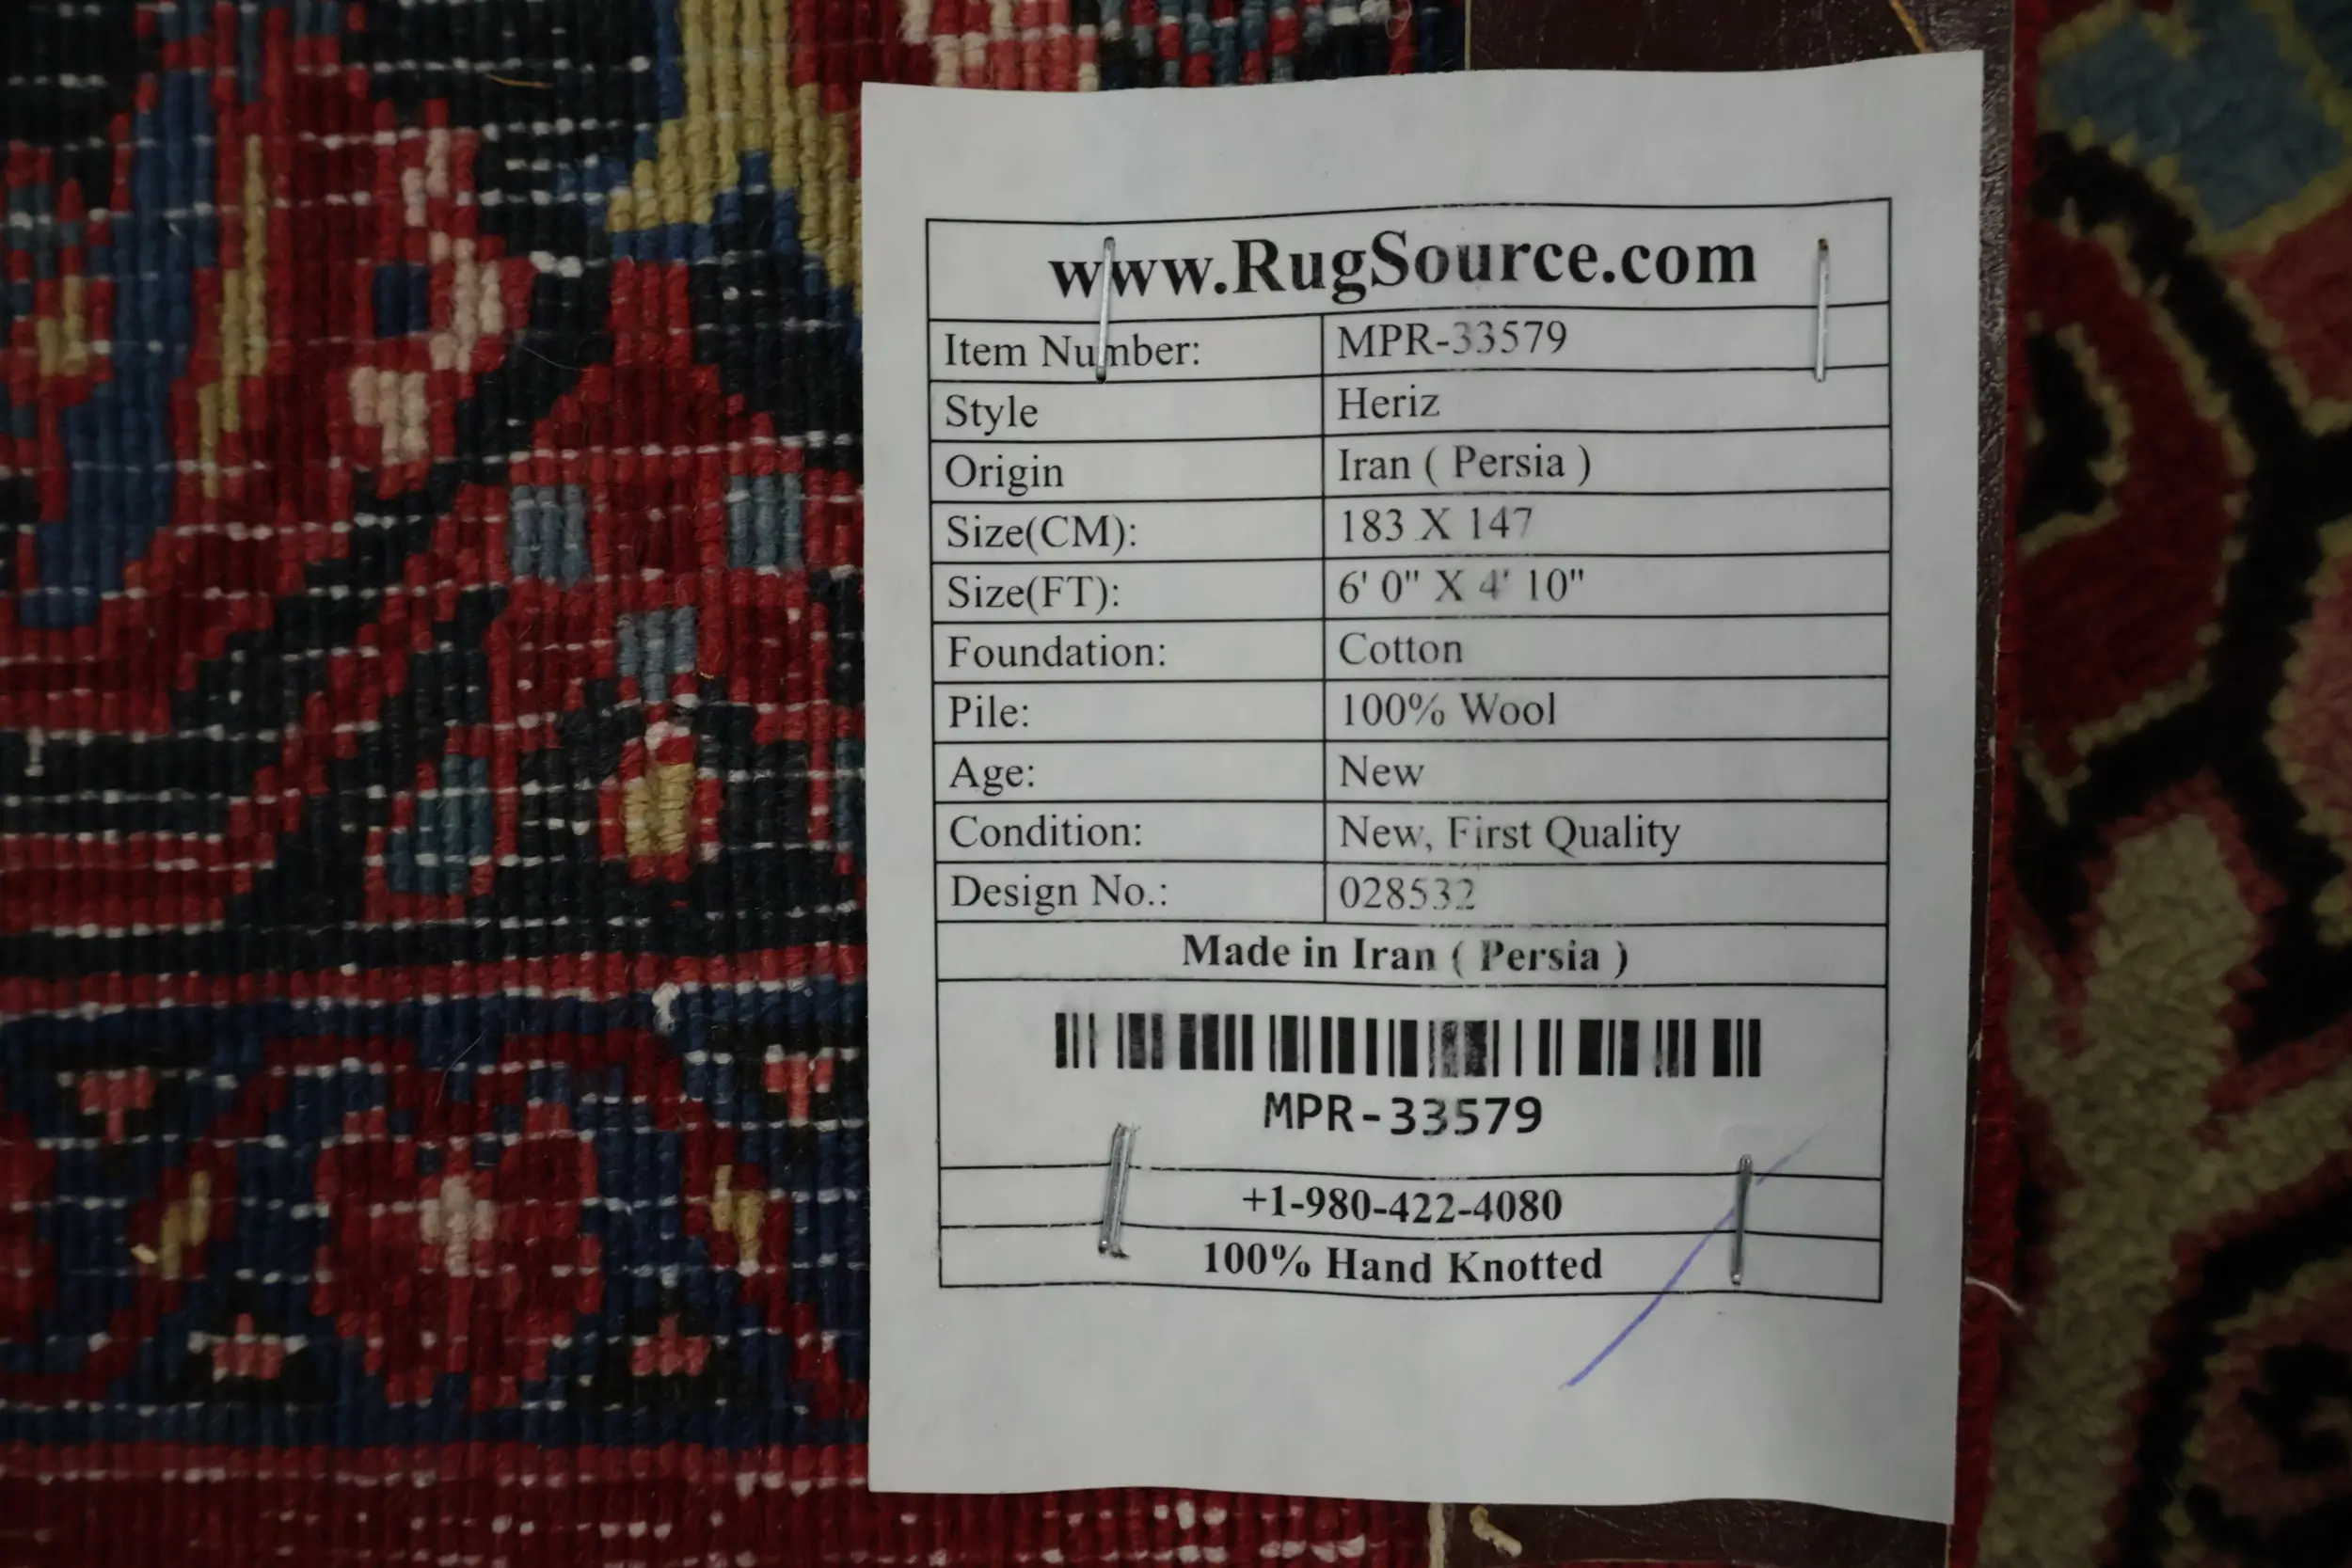 www.RugSource.com
Item Number: MPR-33579
Style Heriz
Origin Iran ( Persia )
Size(CM): 183 X 147
Size(FT): 6' 0" X 4' 10"
Foundation: Cotton
Pile: 100% Wool
Age: New
Condition: New, First Quality
Design No.: 028532
Made in Iran ( Persia )
MPR-33579
+1-980-422-4080
100% Hand Knotted